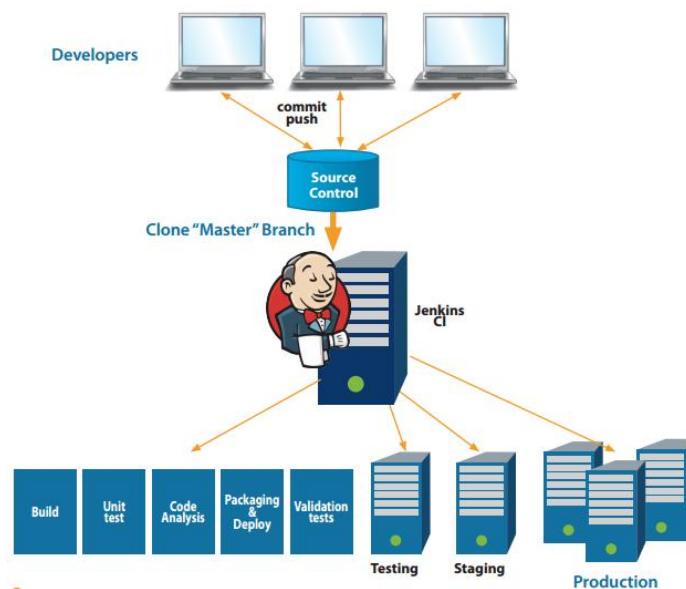 Developers
commit
push
Source
Control
Clone "Master" Branch
Jenkins
CI
Build
Unit
test
Code
Analysis
Packaging
&
Deploy
Validation
tests
Testing
Staging
Production